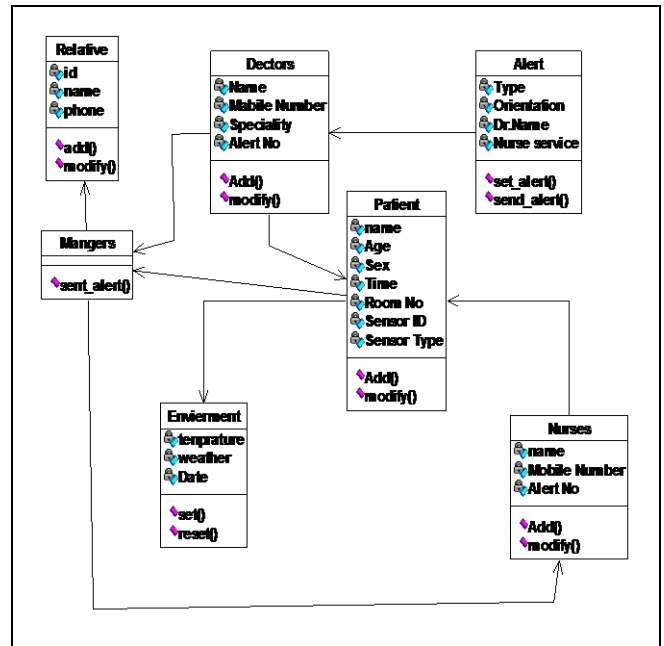 Relative
id
name
phone
add()
modify()
Dectors
Name
Mabile Number
Speciality
Alert No
Add()
modify()
Alert
Type
Orientation
Dr.Name
Nurse service
set_alert()
send_alert()
Patient
name
Age
Sex
Time
Room No
Sensor ID
Sensor Type
Add()
modify()
Mangers
sent_alert()
Envierment
tenprature
weather
Date
set()
reset()
Nurses
name
Mobile Number
Alert No
Add()
modify()